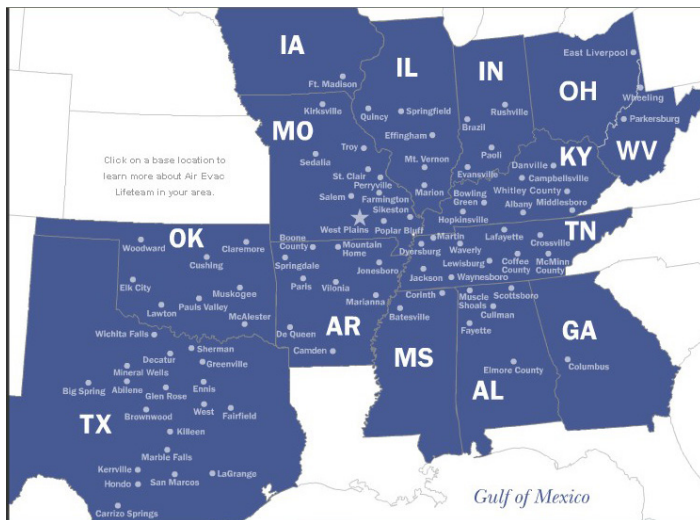 IA
IL
IN
OH
East Liverpool
Ft. Madison
Wheeling
Kirksville
Quincy
Springfield
Rushville
Parkersburg
MO
Brazil
WV
Effingham
Troy
Click on a base location to
learn more about Air Evac
Lifeteam in your area.
Sedalia
Paoli
KY
Mt. Vernon
Danville
St. Clair
Evansville
Campbellsville
Perryville
Marion
Whitley County
Salem
Farmington
Bowling
Green
Sikeston
Albany
Middlesboro
Hopkinsville
West Plains
Poplar Bluff
OK
TN
Lafayette
Woodward
Claremore
Boone
County
Mountain
Home
Martin
Crossville
Dyersburg
Waverly
Cushing
Springdale
Jonesboro
Lewisburg
Coffee
County
McMinn
County
Elk City
Paris
Vilonia
Jackson
Waynesboro
Muskogee
Marianna
Corinth
Muscle
Shoals
Scottsboro
Pauls Valley
Lawton
McAlester
AR
Batesville
Cullman
Fayette
Wichita Falls
De Queen
GA
Sherman
Camden
MS
Decatur
Greenville
Elmore County
Columbus
Mineral Wells
AL
Big Spring
Abilene
Glen Rose
Ennis
Brownwood
West
Fairfield
TX
Killeen
Marble Falls
Kerrville
LaGrange
Hondo
San Marcos
Gulf of Mexico
Carrizo Springs